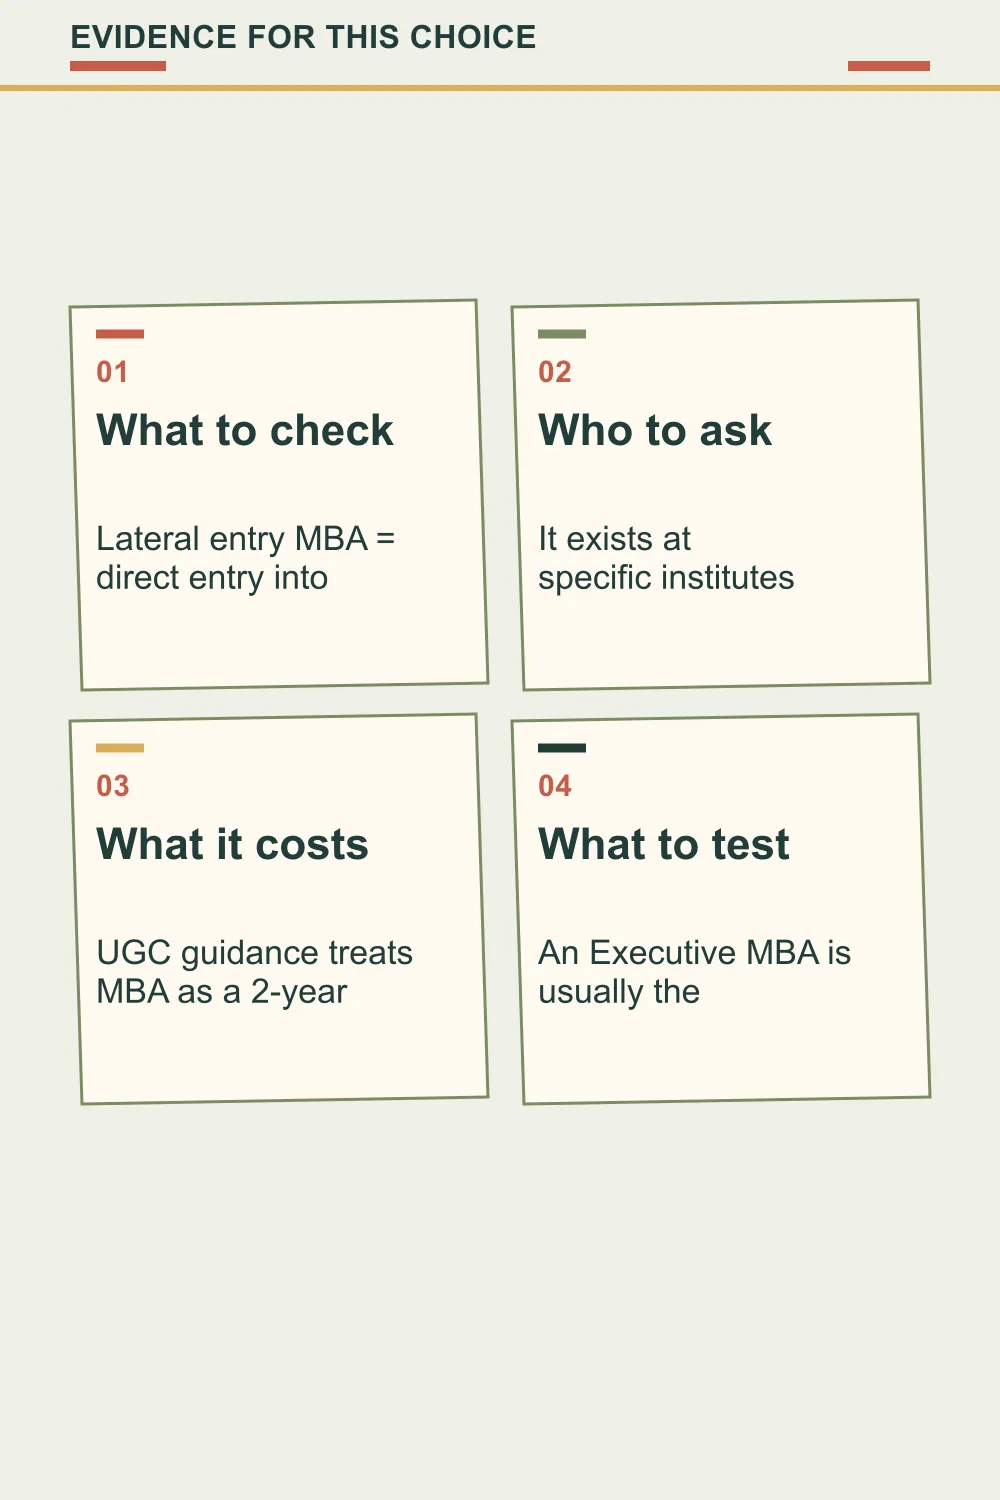 EVIDENCE FOR THIS CHOICE
01
What to check
Lateral entry MBA =
direct entry into
02
Who to ask
It exists at
specific institutes
03
What it costs
UGC guidance treats
MBA as a 2-year
04
What to test
An Executive MBA is
usually the